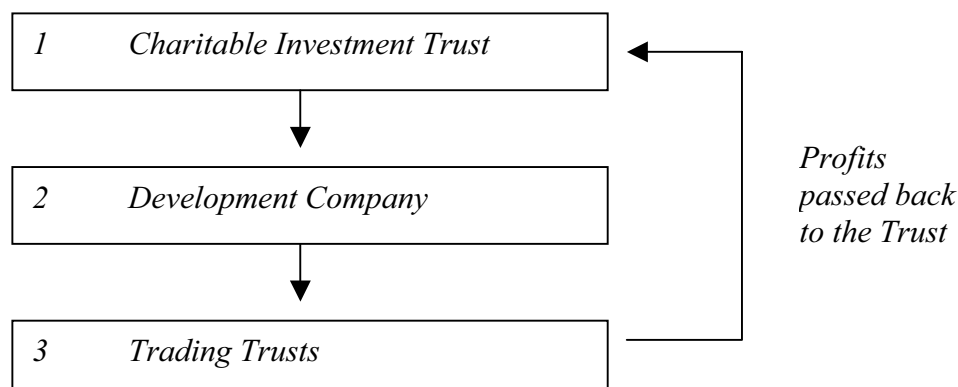 1 Charitable Investment Trust
2 Development Company
3 Trading Trusts
Profits
passed back
to the Trust